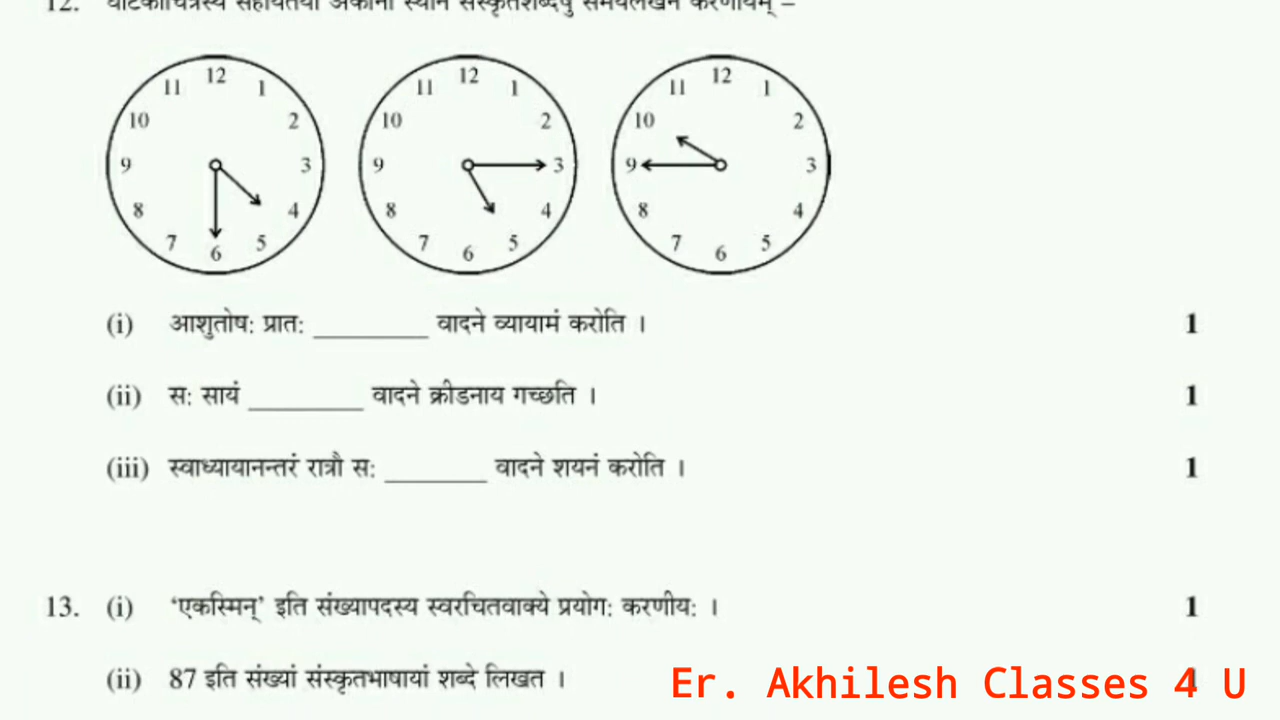 12. घटिकाचित्रस्य सहायतया अंकानां स्थाने संस्कृतशब्देषु समयलेखनं करणीयम् –
12 1 2 3 4 5 6 7 8 9 10 11
12 1 2 3 4 5 6 7 8 9 10 11
12 1 2 3 4 5 6 7 8 9 10 11
(i) आशुतोष: प्रात: ________ वादने व्यायामं करोति । 1
(ii) स: सायं ________ वादने क्रीडनाय गच्छति । 1
(iii) स्वाध्यायानन्तरं रात्रौ स: ________ वादने शयनं करोति । 1
13. (i) ‘एकस्मिन्’ इति संख्यापदस्य स्वरचितवाक्ये प्रयोग: करणीय: । 1
(ii) 87 इति संख्यां संस्कृतभाषायां शब्दे लिखत ।
Er. Akhilesh Classes 4 U